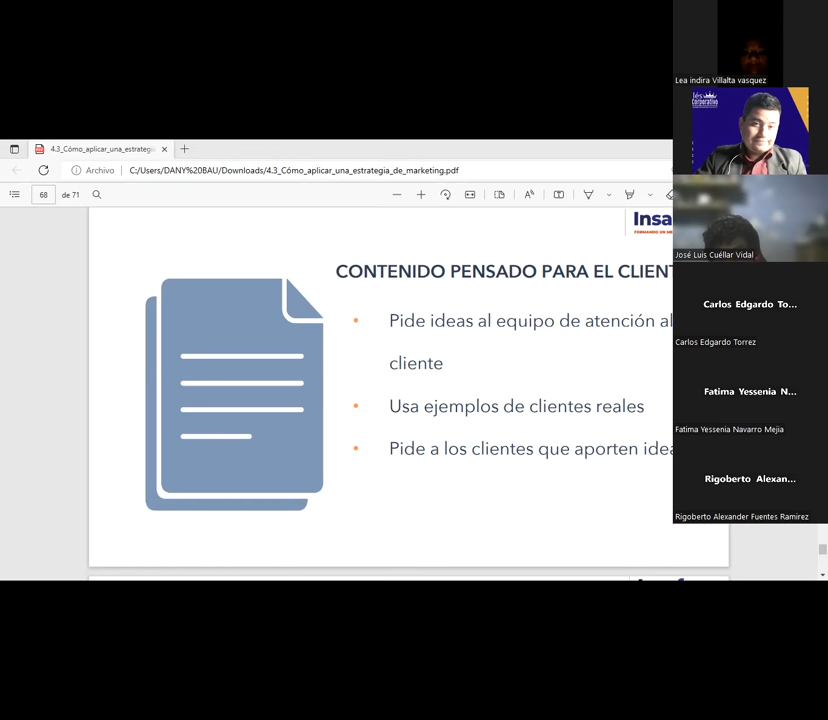 Lea indira Villalta vasquez
Corporativo
4.3_Cómo_aplicar_una_estrategia
Archivo
C:/Users/DANY%20BAU/Downloads/4.3_Cómo_aplicar_una_estrategia_de_marketing.pdf
68 de 71
Insa
CONTENIDO PENSADO PARA EL CLIENT
• Pide ideas al equipo de atención al
cliente
• Usa ejemplos de clientes reales
• Pide a los clientes que aporten idea
José Luis Cuéllar Vidal
Carlos Edgardo To...
Carlos Edgardo Torrez
Fatima Yessenia N...
Fatima Yessenia Navarro Mejia
Rigoberto Alexan...
Rigoberto Alexander Fuentes Ramirez